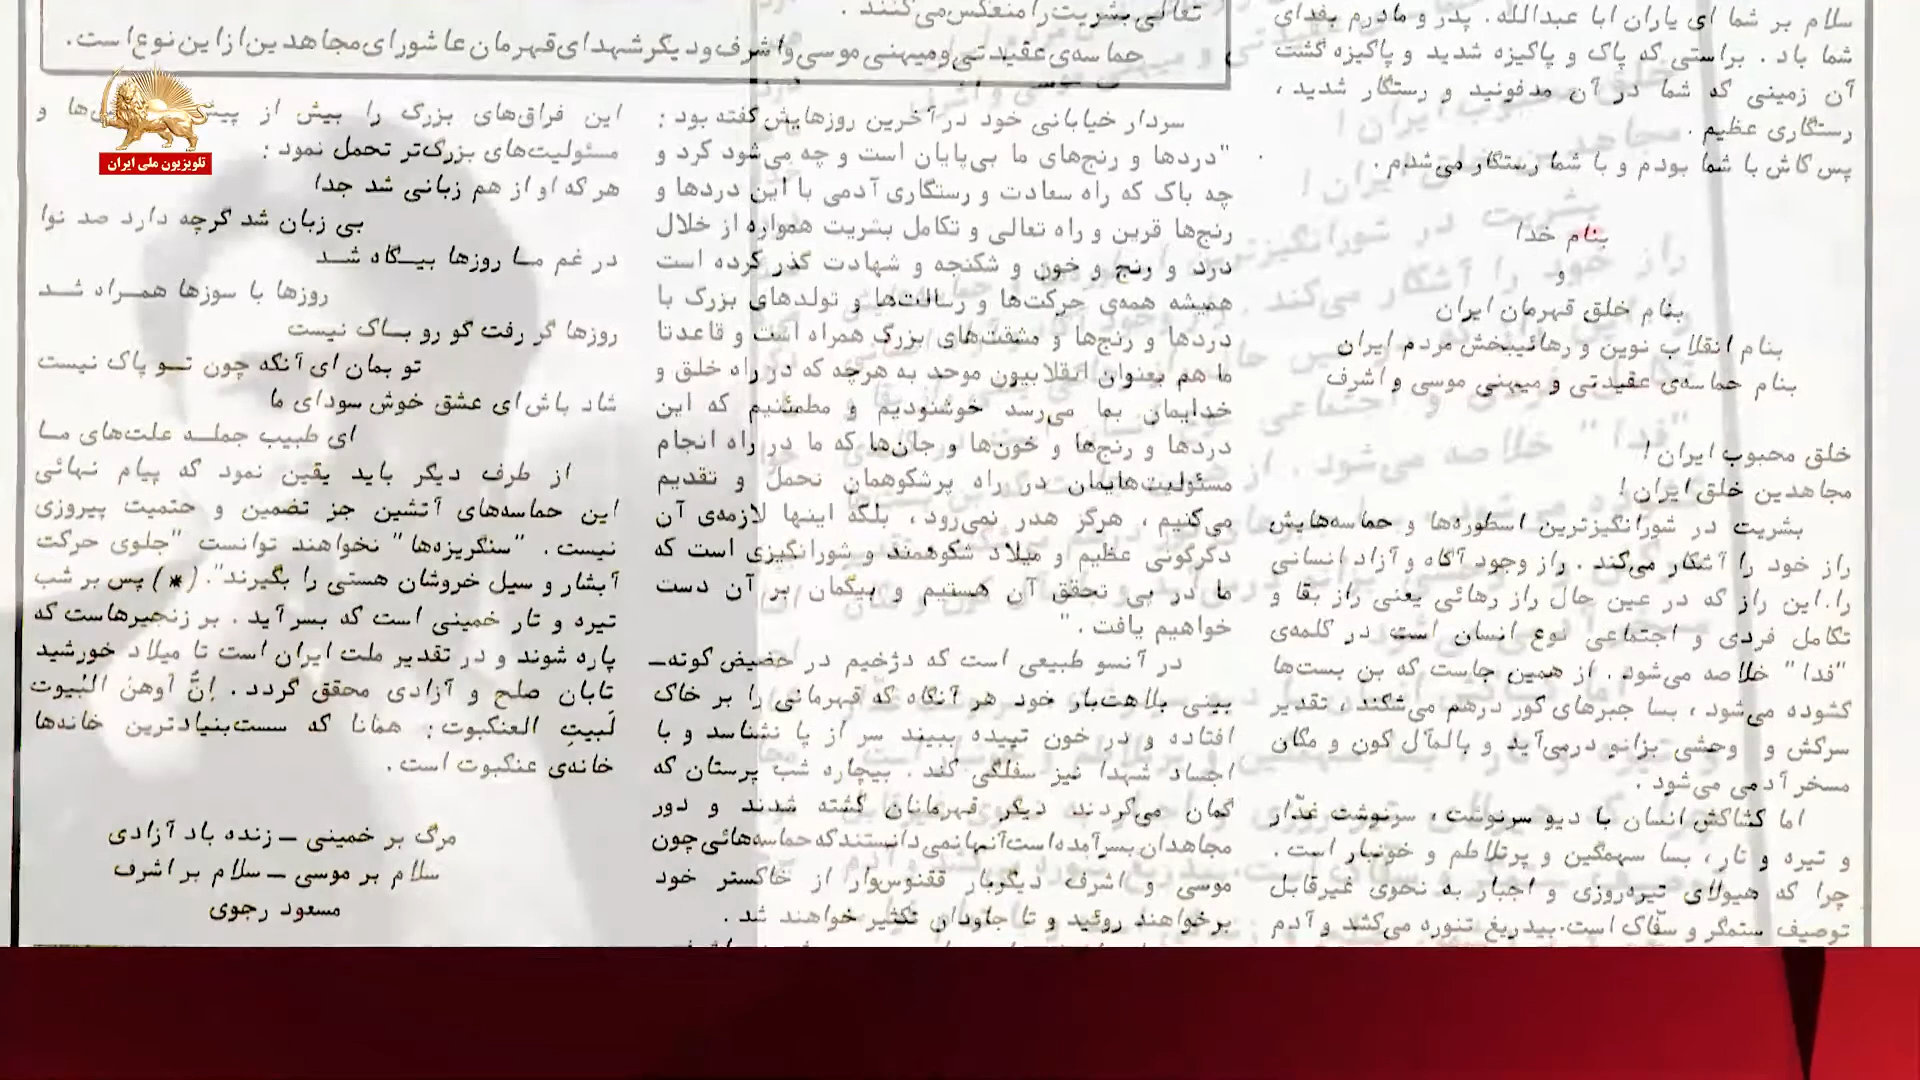 تعالی بشریت را منعکس می‌کنند .
حماسه‌ی عقیدتی و میهنی موسی و اشرف و دیگر شهدای قهرمان عاشورای مجاهدین از این نوع است.
سلام بر شما ای یاران ابا عبدالله. پدر و مادرم بفدای
شما باد . براستی که پاک و پاکیزه شدید و پاکیزه گشت
آن زمینی که شما در آن مدفونید و رستگار شدید ،
رستگاری عظیم .
پس کاش با شما بودم و با شما رستگار می‌شدم .
بنام خدا
و
بنام خلق قهرمان ایران
بنام انقلاب نوین و رهائیبخش مردم ایران
بنام حماسه‌ی عقیدتی و میهنی موسی و اشرف
خلق محبوب ایران !
مجاهدین خلق ایران !
بشریت در شورانگیزترین اسطوره‌ها و حماسه‌هایش
راز خود را آشکار می‌کند . راز وجود آگاه و آزاد انسانی
را. این راز که در عین حال راز رهائی یعنی راز بقا و
تکامل فردی و اجتماعی نوع انسان است در کلمه‌ی
"فدا" خلاصه می‌شود . از همین جاست که بن بست‌ها
گشوده می‌شود ، بسا جبرهای کور درهم می‌شکند ، تقدیر
سرکش و وحشی بزانو درمی‌آید و بالمآل کون و مکان
مسخر آدمی می‌شود .
اما کشاکش انسان با دیو سرنوشت ، سرنوشت غدّار
و تیره و تار ، بسا سهمگین و پرتلاطم و خونبار است .
چرا که هیولای تیره‌روزی و اجبار به نحوی غیرقابل
توصیف ستمگر و سفّاک است. بیدریغ تنوره می‌کشد و آدم
سردار خیابانی خود در آخرین روزهایش گفته بود :
"دردها و رنج‌های ما بی‌پایان است و چه می‌شود کرد و
چه باک که راه سعادت و رستگاری آدمی با این دردها و
رنج‌ها قرین و راه تعالی و تکامل بشریت همواره از خلال
درد و رنج و خون و شکنجه و شهادت گذر کرده است
همیشه همه‌ی حرکت‌ها و رسالت‌ها و تولدهای بزرگ با
دردها و رنج‌ها و مشقت‌های بزرگ همراه است و قاعدتا
ما هم بعنوان انقلابیون موحد به هرچه که در راه خلق و
خدایمان بما می‌رسد خوشنودیم و مطمئنیم که این
دردها و رنج‌ها و خون‌ها و جان‌ها که ما در راه انجام
مسئولیت‌هایمان در راه پرشکوهمان تحمل و تقدیم
می‌کنیم ، هرگز هدر نمی‌رود ، بلکه اینها لازمه‌ی آن
دگرگونی عظیم و میلاد شکوهمند و شورانگیزی است که
ما در پی تحقق آن هستیم و بیگمان بر آن دست
خواهیم یافت . "
در آنسو طبیعی است که دژخیم در حضیض کوته‌ـ
بینی بلاهت‌بار خود هر آنگاه که قهرمانی را بر خاک
افتاده و در خون تپیده ببیند سر از پا نشناسد و با
اجساد شهدا نیز سفلگی کند . بیچاره شب پرستان که
گمان می‌کردند دیگر قهرمانان کشته شدند و دور
مجاهدان بسرآمده است آنها نمی‌دانستند که حماسه‌هائی چون
موسی و اشرف دیگربار ققنوس‌وار از خاکستر خود
برخواهند روئید و تا جاودان تکثیر خواهند شد .
این فراق‌های بزرگ را بیش از و
مسئولیت‌های بزرگ‌تر تحمل نمود :
هر که او از هم زبانی شد جدا
بی زبان شد گرچه دارد صد نوا
در غم مـا روزها بیـگاه شـد
روزها با سوزها همـراه شـد
روزها گر رفت گو رو بـاک نیست
تو بمان ای آنکه چون تـو پاک نیست
شاد باش ای عشق خوش سودای ما
ای طبیب جملـه علت‌های مـا
از طرف دیگر باید یقین نمود که پیام نهائی
این حماسه‌های آتشین جز تضمین و حتمیت پیروزی
نیست . "سنگریزه‌ها" نخواهند توانست "جلوی حرکت
آبشار و سیل خروشان هستی را بگیرند". (*) پس بر شب
تیره و تار خمینی است که بسر آید . بر زنجیرهاست که
پاره شوند و در تقدیر ملت ایران است تا میلاد خورشید
تابان صلح و آزادی محقق گردد . اِنَّ اَوهَنَ البُیوت
لَبیتِ العنکبوت : همانا که سست‌بنیادترین خانه‌ها
خانه‌ی عنکبوت است .
مرگ بر خمینی ــ زنده باد آزادی
سلام بر موسی ــ سلام بر اشرف
مسعود رجوی
تلویزیون ملی ایران